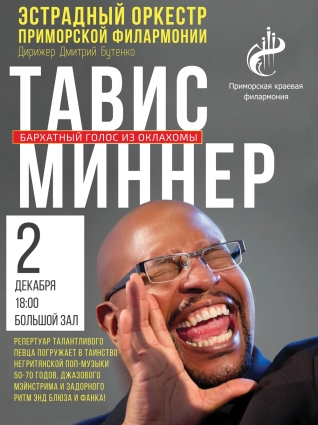 ЭСТРАДНЫЙ ОРКЕСТР
ПРИМОРСКОЙ ФИЛАРМОНИИ
Дирижер Дмитрий Бутенко
Приморская краевая
филармония
ТАВИС
БАРХАТНЫЙ ГОЛОС ИЗ ОКЛАХОМЫ
МИННЕР
2
ДЕКАБРЯ
18:00
БОЛЬШОЙ ЗАЛ
РЕПЕРТУАР ТАЛАНТЛИВОГО
ПЕВЦА ПОГРУЖАЕТ В ТАИНСТВО
НЕГРИТЯНСКОЙ ПОП-МУЗЫКИ
50-70 ГОДОВ, ДЖАЗОВОГО
МЭЙНСТРИМА И ЗАДОРНОГО
РИТМ ЭНД БЛЮЗА И ФАНКА!